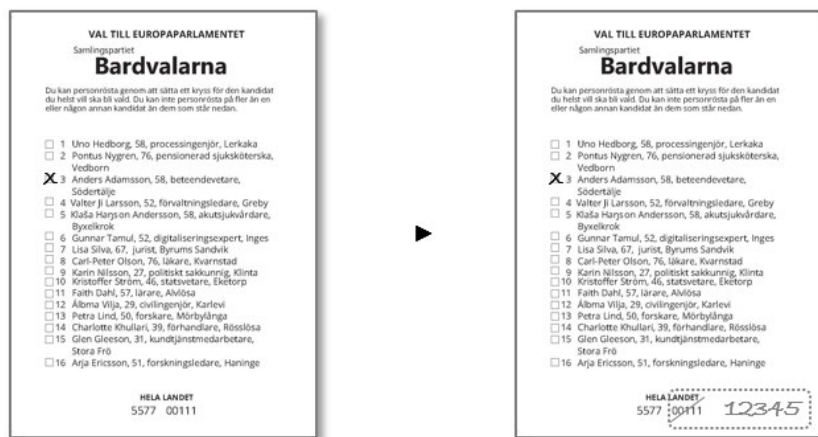 VAL TILL EUROPAPARLAMENTET
Samlingspartiet
Bardvalarna
Du kan personrösta genom att sätta ett kryss för den kandidat
du helst vill ska bli vald. Du kan inte personrösta på fler än en
eller någon annan kandidat än dem som står nedan.
1 Uno Hedborg, 58, processingenjör, Lerkaka
2 Pontus Nygren, 76, pensionerad sjuksköterska,
Vedborn
X 3 Anders Adamsson, 58, beteendevetare,
Södertälje
4 Valter Ji Larsson, 52, förvaltningsledare, Greby
5 Klaša Harşon Andersson, 58, akutsjukvårdare,
Byxelkrok
6 Gunnar Tamul, 52, digitaliseringsexpert, Inges
7 Lisa Silva, 67, jurist, Byrums Sandvik
8 Carl-Peter Olson, 76, läkare, Kvarnstad
9 Karin Nilsson, 27, politiskt sakkunnig, Klinta
10 Kristoffer Ström, 46, statsvetare, Eketorp
11 Faith Dahl, 57, lärare, Alvlösa
12 Álbma Vilja, 29, civilingenjör, Karlevi
13 Petra Lind, 50, forskare, Mörbylånga
14 Charlotte Khullari, 39, förhandlare, Rösslösa
15 Glen Gleeson, 31, kundtjänstmedarbetare,
Stora Frö
16 Arja Ericsson, 51, forskningsledare, Haninge
HELA LANDET
5577 00111
VAL TILL EUROPAPARLAMENTET
Samlingspartiet
Bardvalarna
Du kan personrösta genom att sätta ett kryss för den kandidat
du helst vill ska bli vald. Du kan inte personrösta på fler än en
eller någon annan kandidat än dem som står nedan.
1 Uno Hedborg, 58, processingenjör, Lerkaka
2 Pontus Nygren, 76, pensionerad sjuksköterska,
Vedborn
X 3 Anders Adamsson, 58, beteendevetare,
Södertälje
4 Valter Ji Larsson, 52, förvaltningsledare, Greby
5 Klaša Harşon Andersson, 58, akutsjukvårdare,
Byxelkrok
6 Gunnar Tamul, 52, digitaliseringsexpert, Inges
7 Lisa Silva, 67, jurist, Byrums Sandvik
8 Carl-Peter Olson, 76, läkare, Kvarnstad
9 Karin Nilsson, 27, politiskt sakkunnig, Klinta
10 Kristoffer Ström, 46, statsvetare, Eketorp
11 Faith Dahl, 57, lärare, Alvlösa
12 Álbma Vilja, 29, civilingenjör, Karlevi
13 Petra Lind, 50, forskare, Mörbylånga
14 Charlotte Khullari, 39, förhandlare, Rösslösa
15 Glen Gleeson, 31, kundtjänstmedarbetare,
Stora Frö
16 Arja Ericsson, 51, forskningsledare, Haninge
HELA LANDET
5577 00111 12345